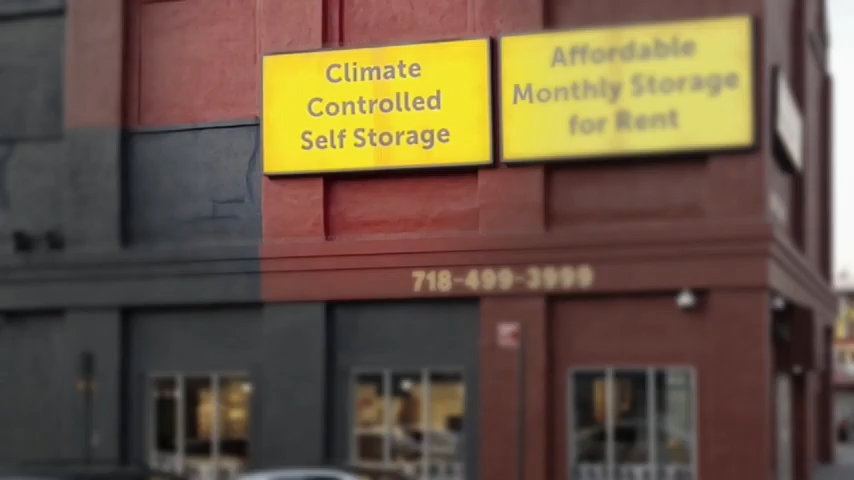 Climate
Controlled
Self Storage
Affordable
Monthly Storage
for Rent
718-499-3999